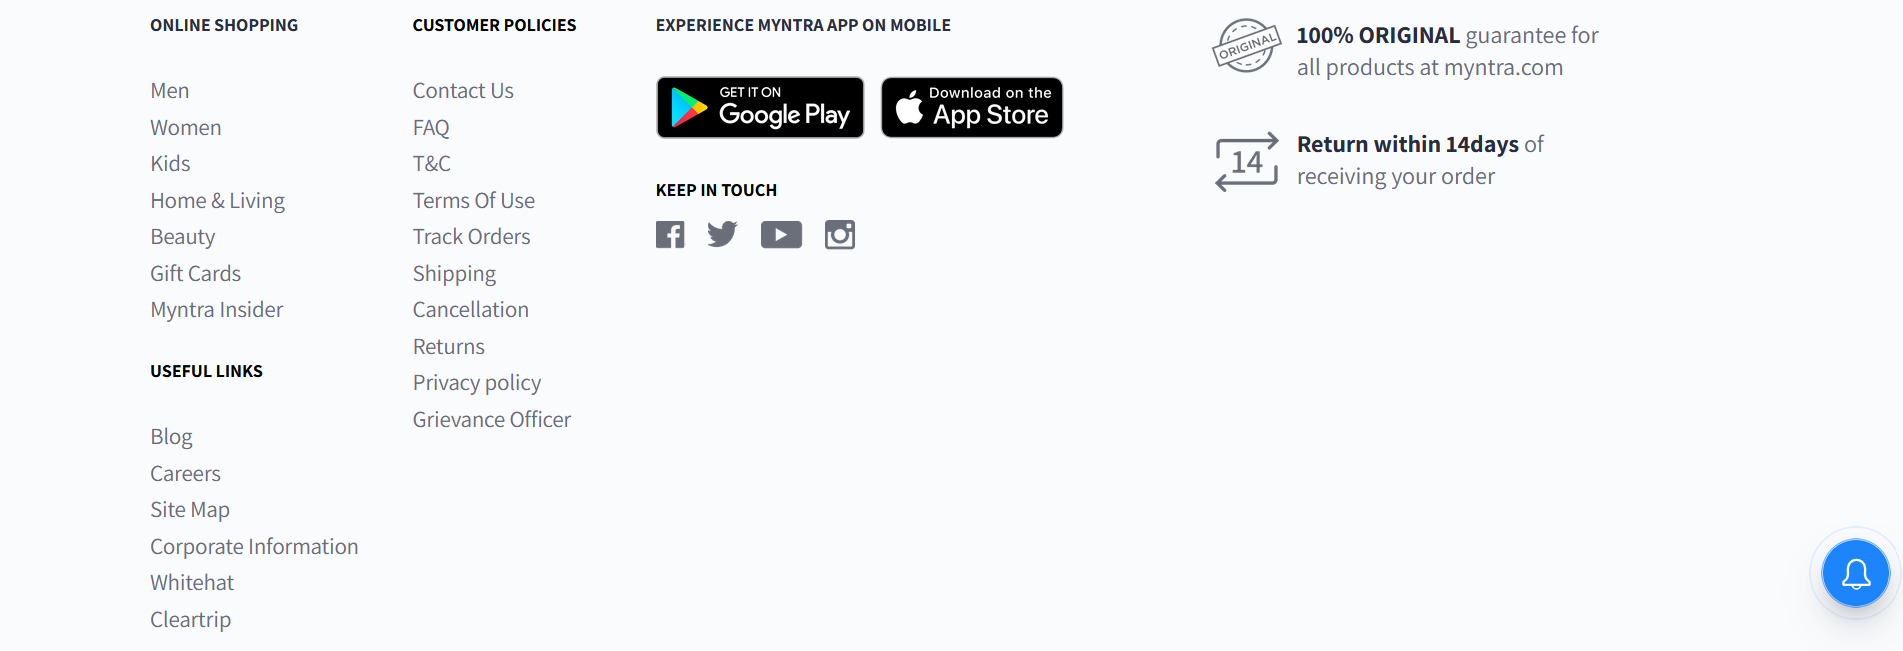 ONLINE SHOPPING
Men
Women
Kids
Home & Living
Beauty
Gift Cards
Myntra Insider
USEFUL LINKS
Blog
Careers
Site Map
Corporate Information
Whitehat
Cleartrip
CUSTOMER POLICIES
Contact Us
FAQ
T&C
Terms Of Use
Track Orders
Shipping
Cancellation
Returns
Privacy policy
Grievance Officer
EXPERIENCE MYNTRA APP ON MOBILE
GET IT ON
Google Play
Download on the
App Store
KEEP IN TOUCH
ORIGINAL
100% ORIGINAL guarantee for
all products at myntra.com
14
Return within 14days of
receiving your order